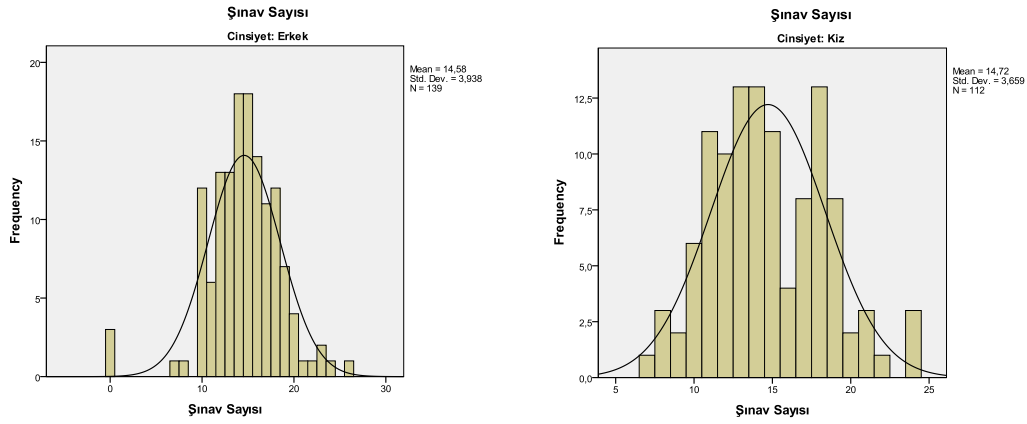 Şınav Sayısı
Cinsiyet: Erkek
Mean = 14,58
Std. Dev. = 3,938
N = 139
Frequency
20
15
10
5
0
0 10 20 30
Şınav Sayısı
Şınav Sayısı
Cinsiyet: Kiz
Mean = 14,72
Std. Dev. = 3,659
N = 112
Frequency
12,5
10,0
7,5
5,0
2,5
0,0
5 10 15 20 25
Şınav Sayısı